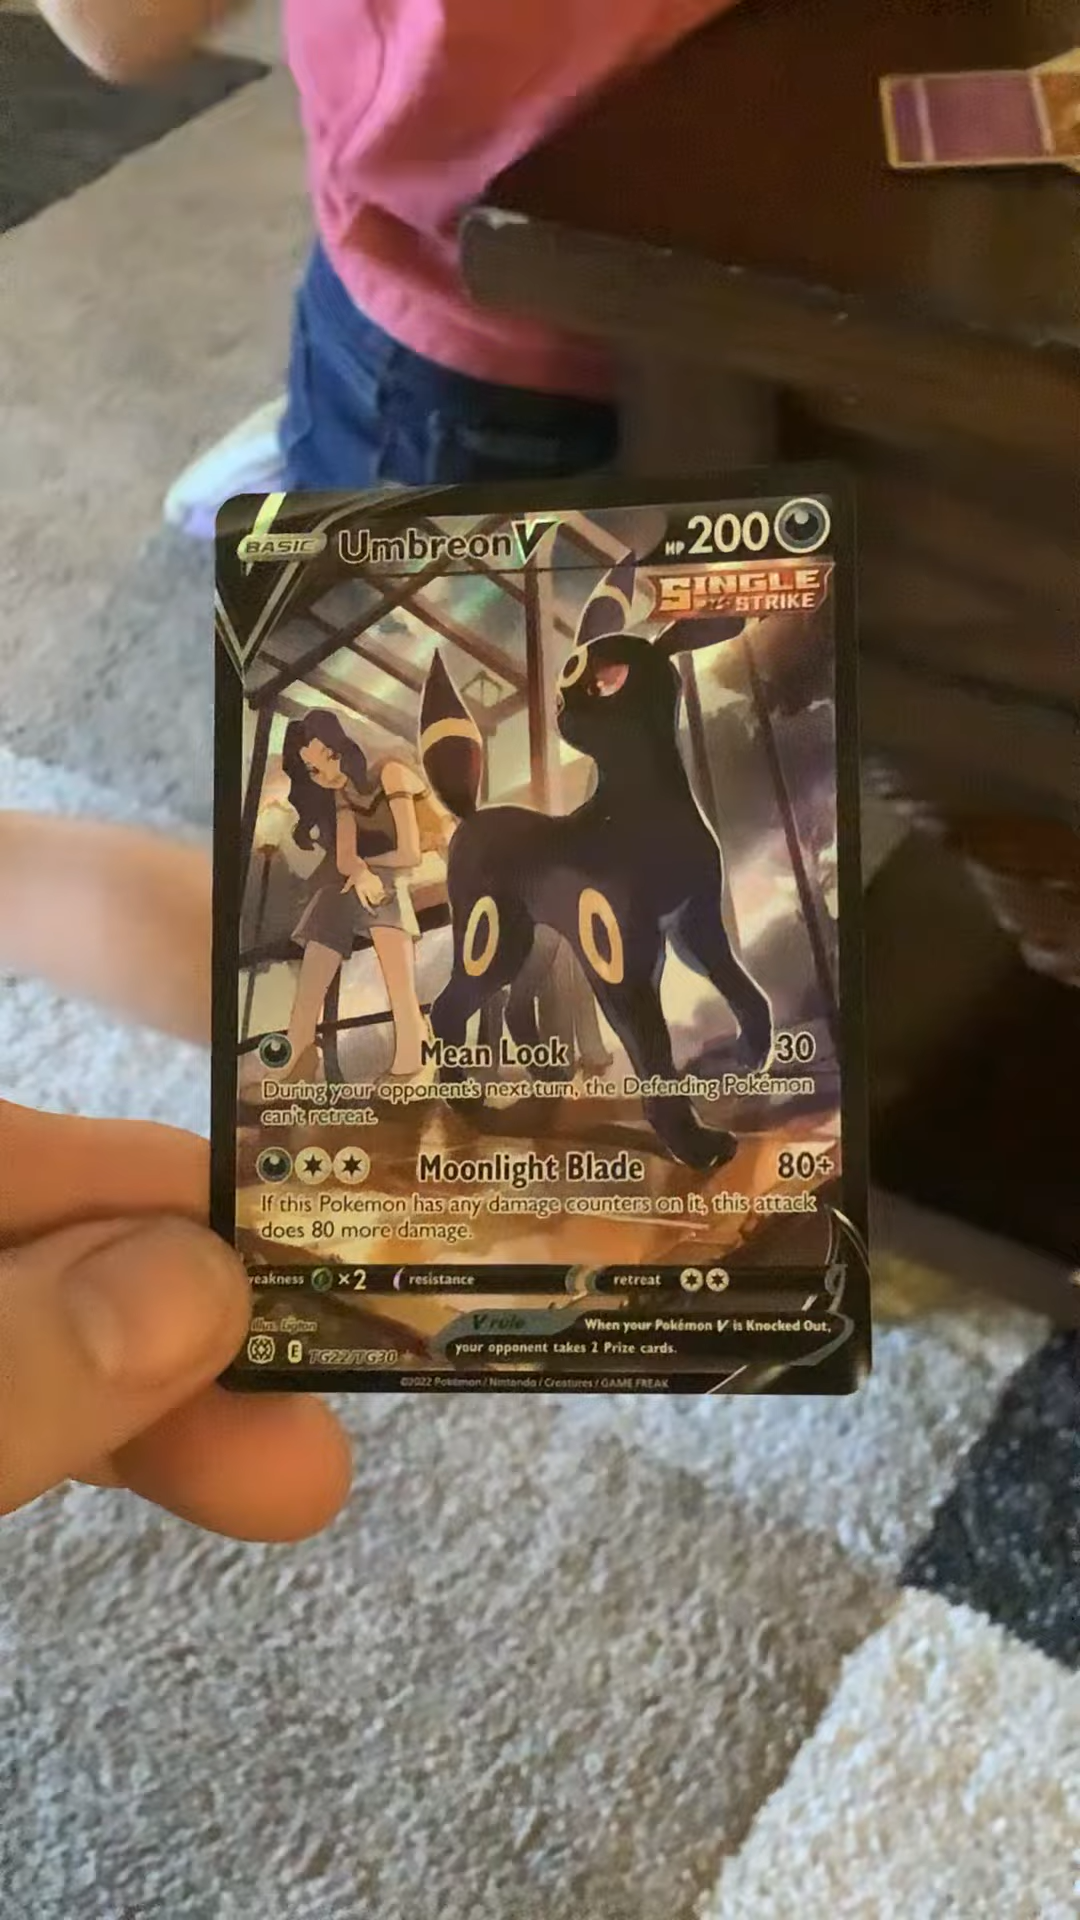 BASIC Umbreon V HP 200
SINGLE
STRIKE
Mean Look 30
During your opponent's next turn, the Defending Pokémon
can't retreat.
Moonlight Blade 80+
If this Pokémon has any damage counters on it, this attack
does 80 more damage.
weakness ×2 resistance retreat
Illus. Ligton
V rule When your Pokémon V is Knocked Out,
your opponent takes 2 Prize cards.
E TG22/TG30
©2022 Pokémon / Nintendo / Creatures / GAME FREAK